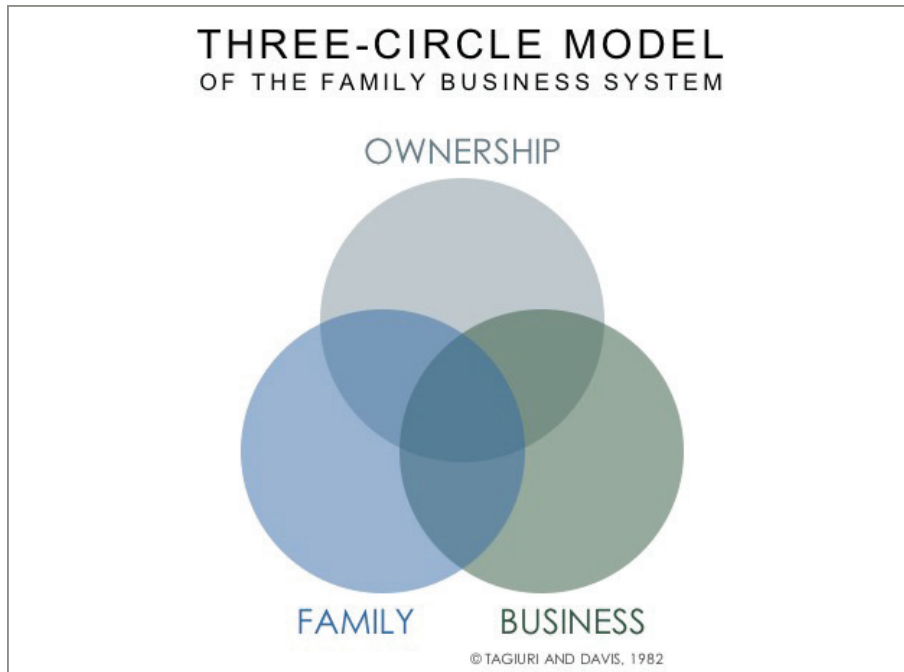 THREE-CIRCLE MODEL
OF THE FAMILY BUSINESS SYSTEM
OWNERSHIP
FAMILY
BUSINESS
© TAGIURI AND DAVIS, 1982